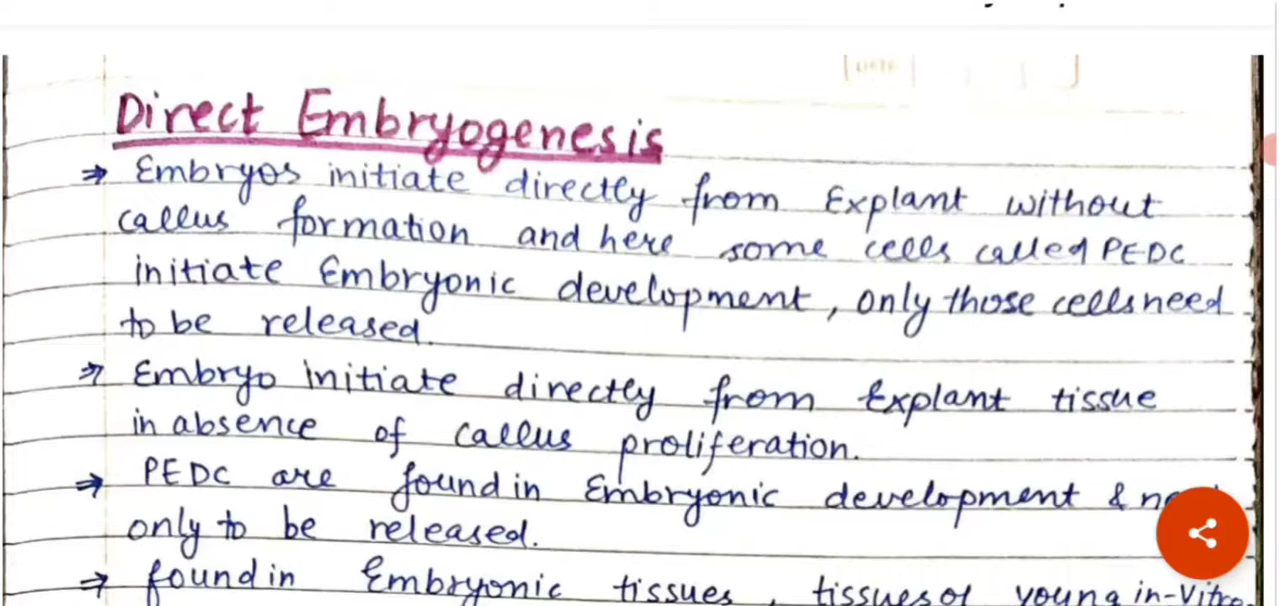 Direct Embryogenesis
⇒ Embryos initiate directly from Explant without
callus formation and here some cells called PEDC
initiate Embryonic development, only those cells need
to be released.
⇒ Embryo initiate directly from Explant tissue
in absence of callus proliferation.
⇒ PEDC are found in Embryonic development &
only to be released.
⇒ found in Embryonic tissues, tissues of young in-vitro